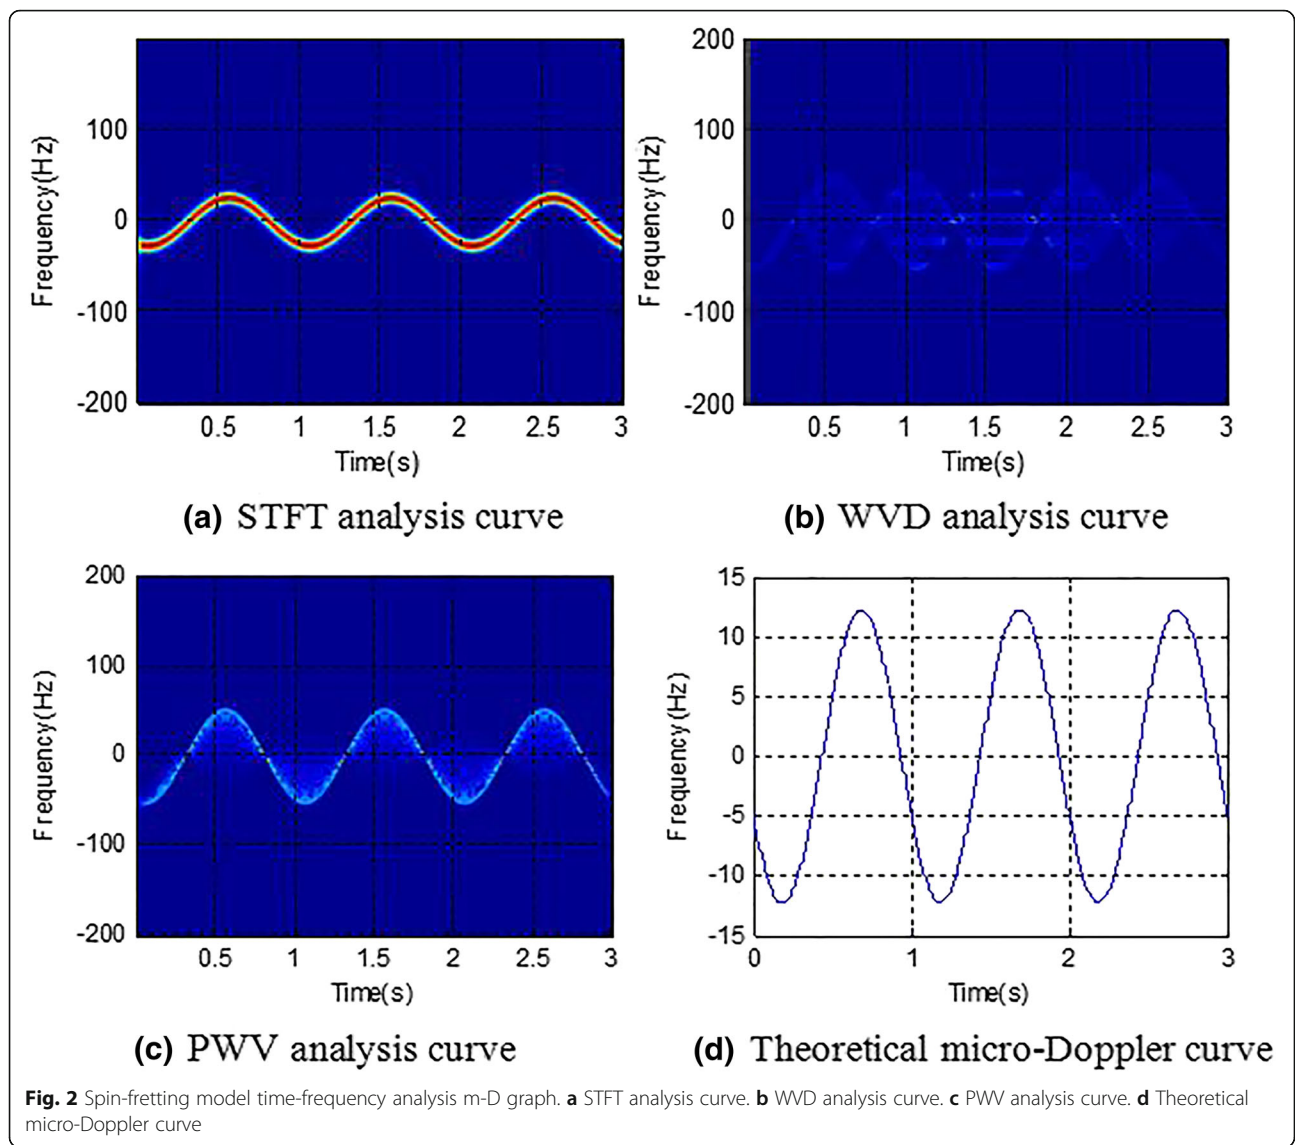 100
0
-100
-200
Frequency(Hz)
0.5 1 1.5 2 2.5 3
Time(s)
(a) STFT analysis curve
200
100
0
-100
-200
Frequency(Hz)
0.5 1 1.5 2 2.5 3
Time(s)
(b) WVD analysis curve
200
100
0
-100
-200
Frequency(Hz)
0.5 1 1.5 2 2.5 3
Time(s)
(c) PWV analysis curve
15
10
5
0
-5
-10
-15
Frequency(Hz)
0 1 2 3
Time(s)
(d) Theoretical micro-Doppler curve
Fig. 2 Spin-fretting model time-frequency analysis m-D graph. a STFT analysis curve. b WVD analysis curve. c PWV analysis curve. d Theoretical
micro-Doppler curve